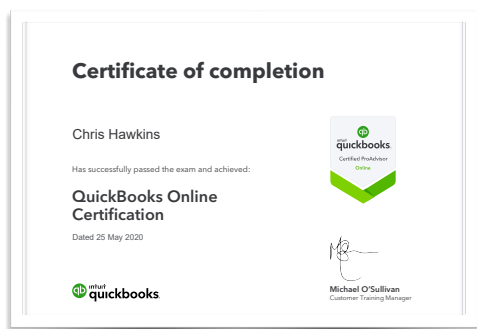 Certificate of completion
Chris Hawkins
Has successfully passed the exam and achieved:
QuickBooks Online
Certification
Dated 25 May 2020
intuit
quickbooks.
Certified ProAdvisor
Online
Michael O'Sullivan
Customer Training Manager
qb intuit
quickbooks.